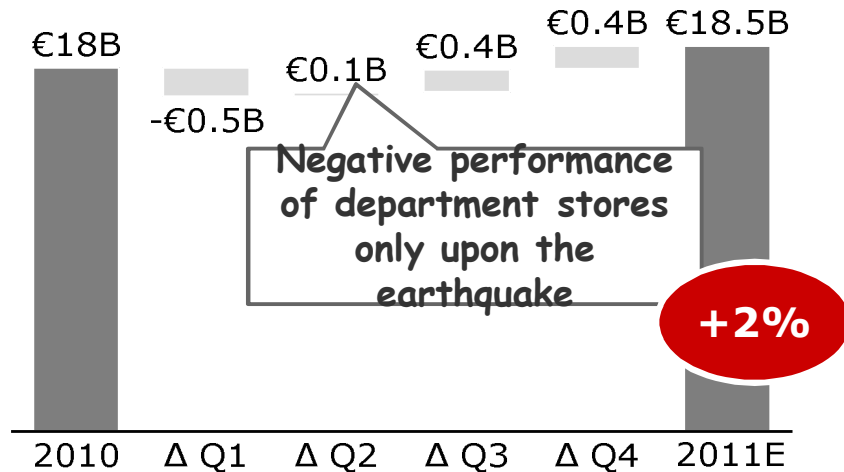 €18B
-€0.5B
€0.1B
€0.4B
€0.4B
€18.5B
Negative performance
of department stores
only upon the
earthquake
+2%
2010 Δ Q1 Δ Q2 Δ Q3 Δ Q4 2011E